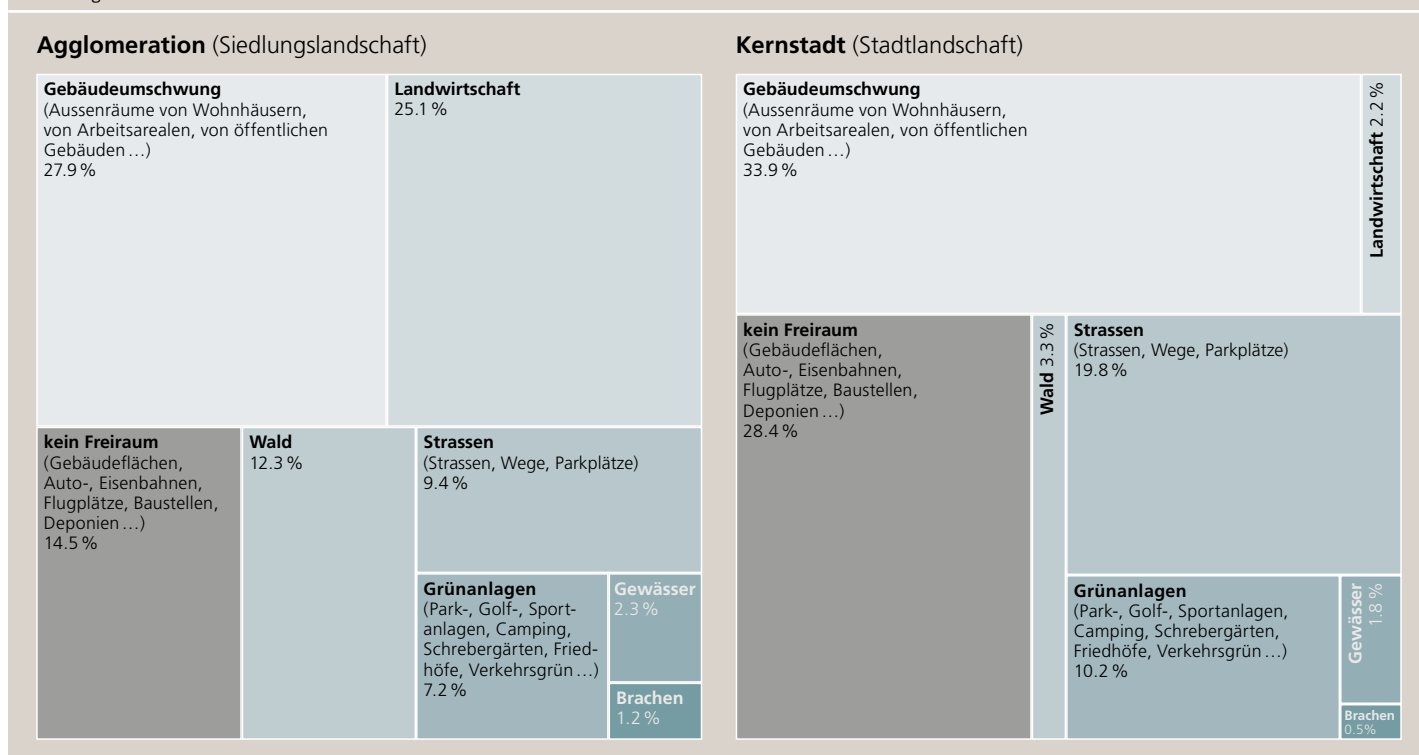 Agglomeration (Siedlungslandschaft)
Gebäudeumschwung
(Aussenräume von Wohnhäusern,
von Arbeitsarealen, von öffentlichen
Gebäuden …)
27.9 %
Landwirtschaft
25.1 %
kein Freiraum
(Gebäudeflächen,
Auto-, Eisenbahnen,
Flugplätze, Baustellen,
Deponien …)
14.5 %
Wald
12.3 %
Strassen
(Strassen, Wege, Parkplätze)
9.4 %
Grünanlagen
(Park-, Golf-, Sport-
anlagen, Camping,
Schrebergärten, Fried-
höfe, Verkehrsgrün …)
7.2 %
Gewässer
2.3 %
Brachen
1.2 %
Kernstadt (Stadtlandschaft)
Gebäudeumschwung
(Aussenräume von Wohnhäusern,
von Arbeitsarealen, von öffentlichen
Gebäuden …)
33.9 %
Landwirtschaft 2.2 %
kein Freiraum
(Gebäudeflächen,
Auto-, Eisenbahnen,
Flugplätze, Baustellen,
Deponien …)
28.4 %
Wald 3.3 %
Strassen
(Strassen, Wege, Parkplätze)
19.8 %
Grünanlagen
(Park-, Golf-, Sportanlagen,
Camping, Schrebergärten,
Friedhöfe, Verkehrsgrün …)
10.2 %
Gewässer
1.8 %
Brachen
0.5%